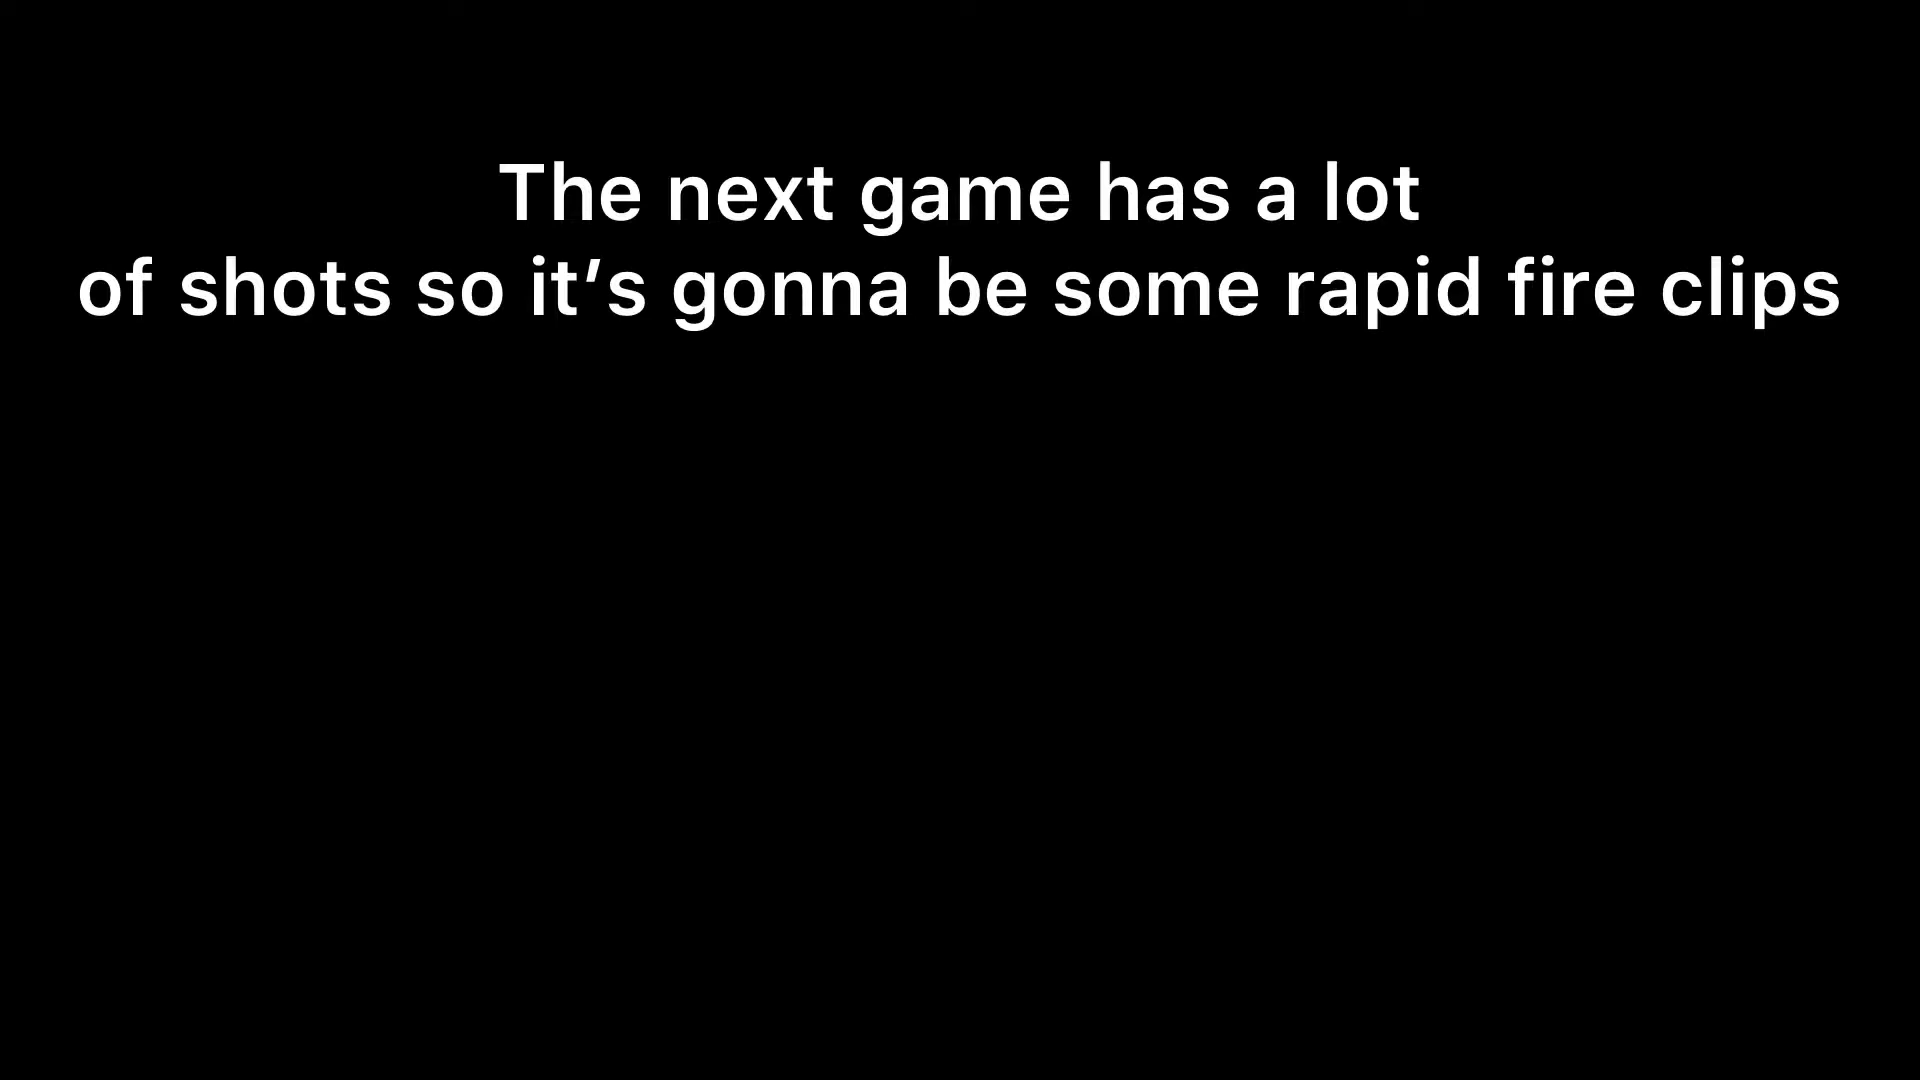 The next game has a lot
of shots so it’s gonna be some rapid fire clips